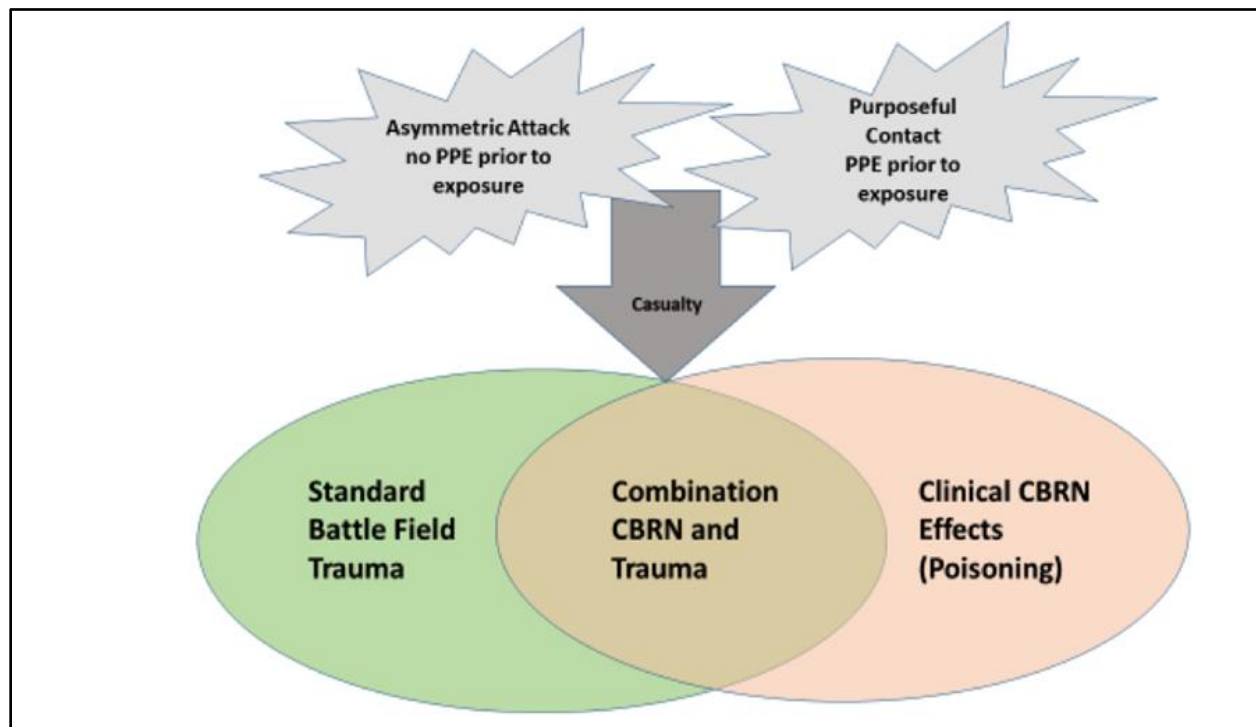 Asymmetric Attack
no PPE prior to
exposure
Purposeful
Contact
PPE prior to
exposure
Casualty
Standard
Battle Field
Trauma
Combination
CBRN and
Trauma
Clinical CBRN
Effects
(Poisoning)